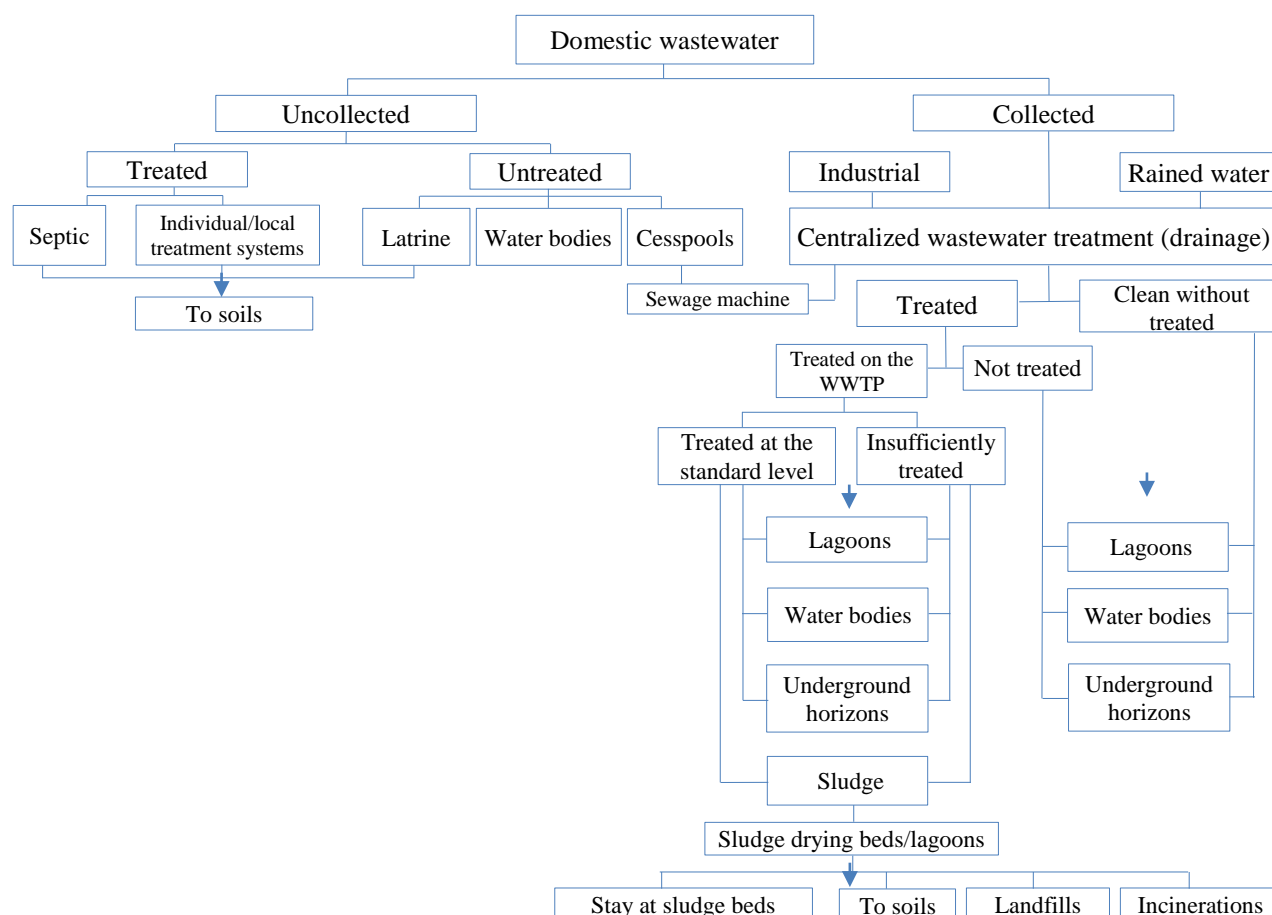 Domestic wastewater
Uncollected
Collected
Treated
Untreated
Industrial
Rained water
Septic
Individual/local
treatment systems
Latrine
Water bodies
Cesspools
Centralized wastewater treatment (drainage)
To soils
Sewage machine
Treated
Clean without
treated
Treated on the
WWTP
Not treated
Treated at the
standard level
Insufficiently
treated
Lagoons
Lagoons
Water bodies
Water bodies
Underground
horizons
Underground
horizons
Sludge
Sludge drying beds/lagoons
Stay at sludge beds
To soils
Landfills
Incinerations